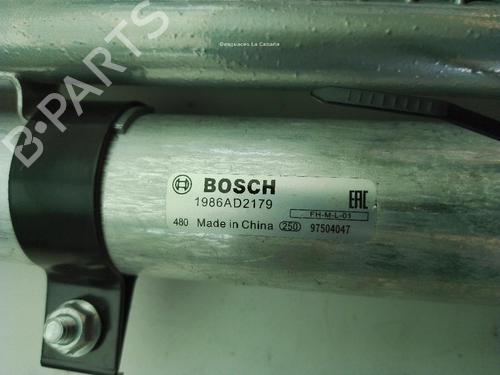 Desguaces La Cabaña
B-PARTS
BOSCH
1986AD2179
EAC
FH-M-L-01
480 Made in China 250 97504047